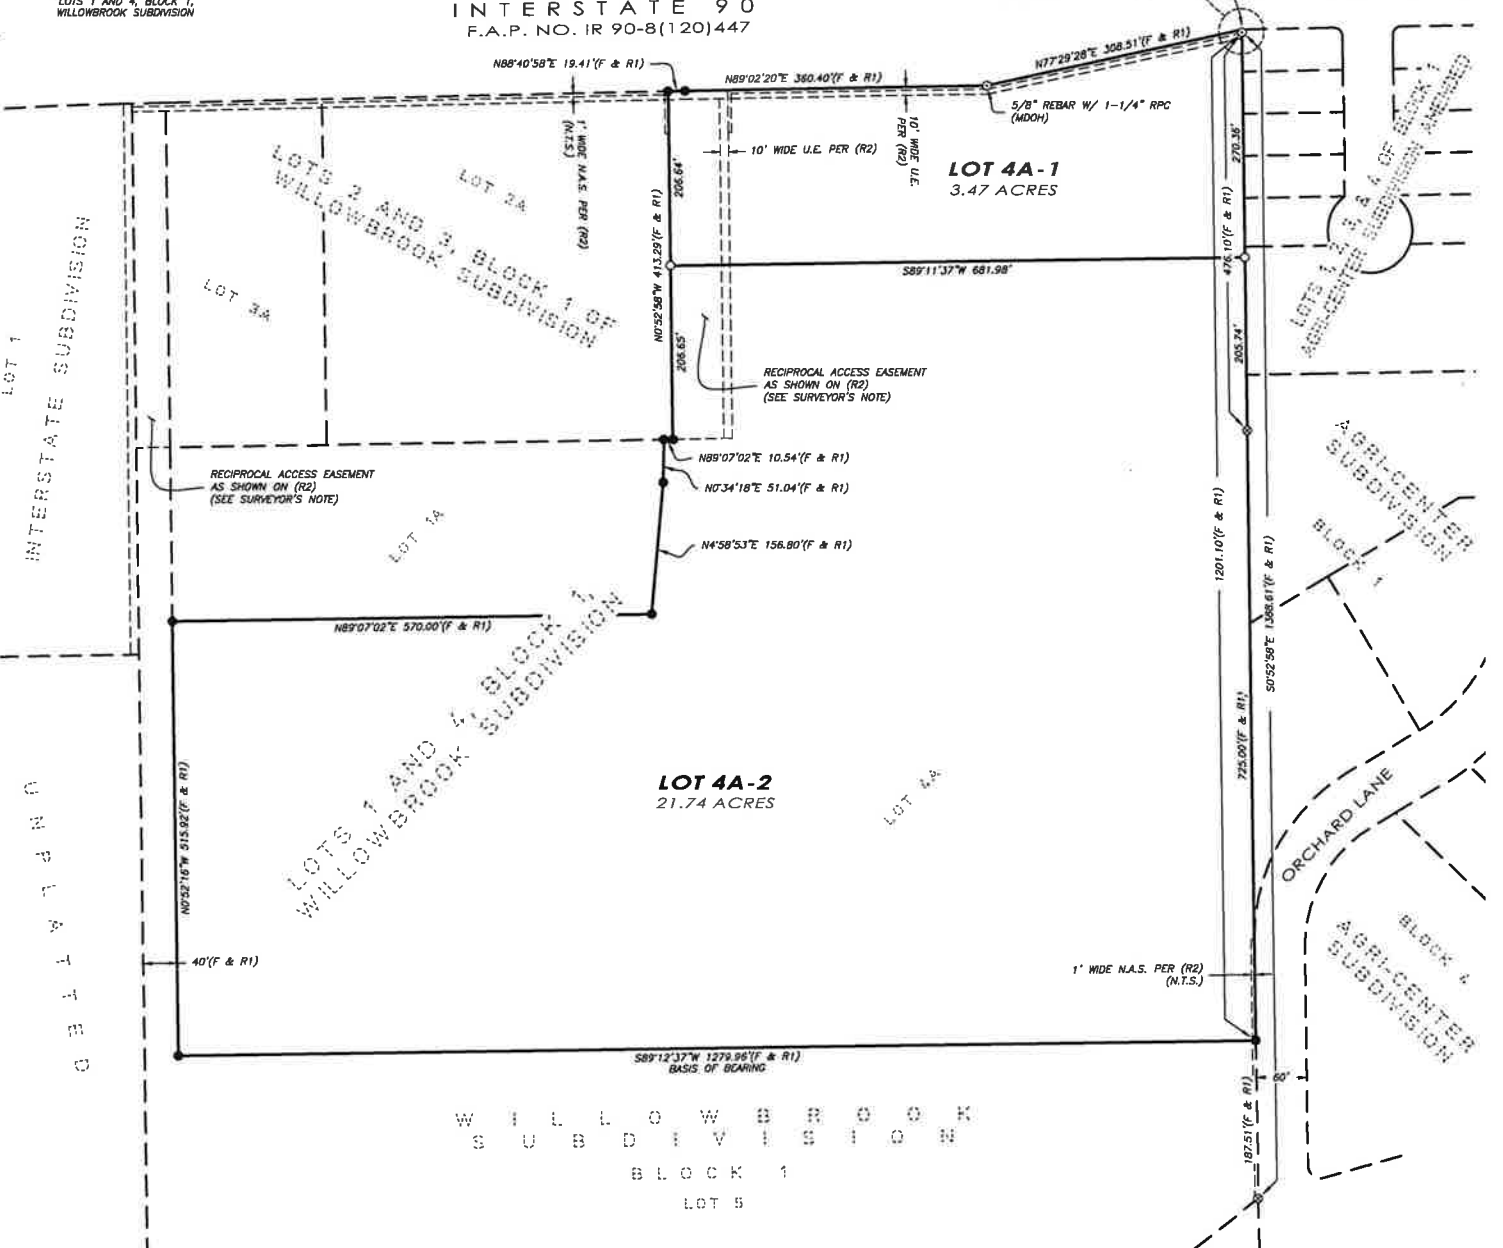 LOTS 1 AND 4, BLOCK 1,
WILLOWBROOK SUBDIVISION
INTERSTATE 90
F.A.P. NO. IR 90-8(120)447
N88°40'58"E 19.41'(F & R1)
N89°02'20"E 360.40'(F & R1)
N77°29'28"E 308.51'(F & R1)
5/8" REBAR W/ 1-1/4" RPC
(MDOH)
1' WIDE N.A.S. PER (R2)
(N.T.S.)
10' WIDE U.E. PER (R2)
10' WIDE U.E.
PER (R2)
LOT 4A-1
3.47 ACRES
LOT 2A
LOTS 2 AND 3, BLOCK 1 OF
WILLOWBROOK SUBDIVISION
LOT 3A
206.64'
N0°52'58"W 413.29'(F & R1)
206.65'
S89°11'37"W 681.98'
270.36'
476.10'(F & R1)
205.74'
LOTS 1, 2, 3, & 4 OF BLOCK 1
AGRI-CENTER SUBDIVISION AMENDED
LOT 1
INTERSTATE SUBDIVISION
RECIPROCAL ACCESS EASEMENT
AS SHOWN ON (R2)
(SEE SURVEYOR'S NOTE)
RECIPROCAL ACCESS EASEMENT
AS SHOWN ON (R2)
(SEE SURVEYOR'S NOTE)
N89°07'02"E 10.54'(F & R1)
N0°34'18"E 51.04'(F & R1)
N4°58'53"E 156.80'(F & R1)
LOT 1A
N89°07'02"E 570.00'(F & R1)
1201.10'(F & R1)
S0°52'58"E 1388.61'(F & R1)
AGRI-CENTER
SUBDIVISION
BLOCK 1
725.00'(F & R1)
LOTS 1 AND 4, BLOCK 1,
WILLOWBROOK SUBDIVISION
LOT 4A-2
21.74 ACRES
LOT 4A
UNPLATTED
N0°52'16"W 515.92'(F & R1)
40'(F & R1)
ORCHARD LANE
BLOCK 4
AGRI-CENTER
SUBDIVISION
1' WIDE N.A.S. PER (R2)
(N.T.S.)
S89°12'37"W 1279.96'(F & R1)
BASIS OF BEARING
60'
187.51'(F & R1)
WILLOWBROOK
SUBDIVISION
BLOCK 1
LOT 5